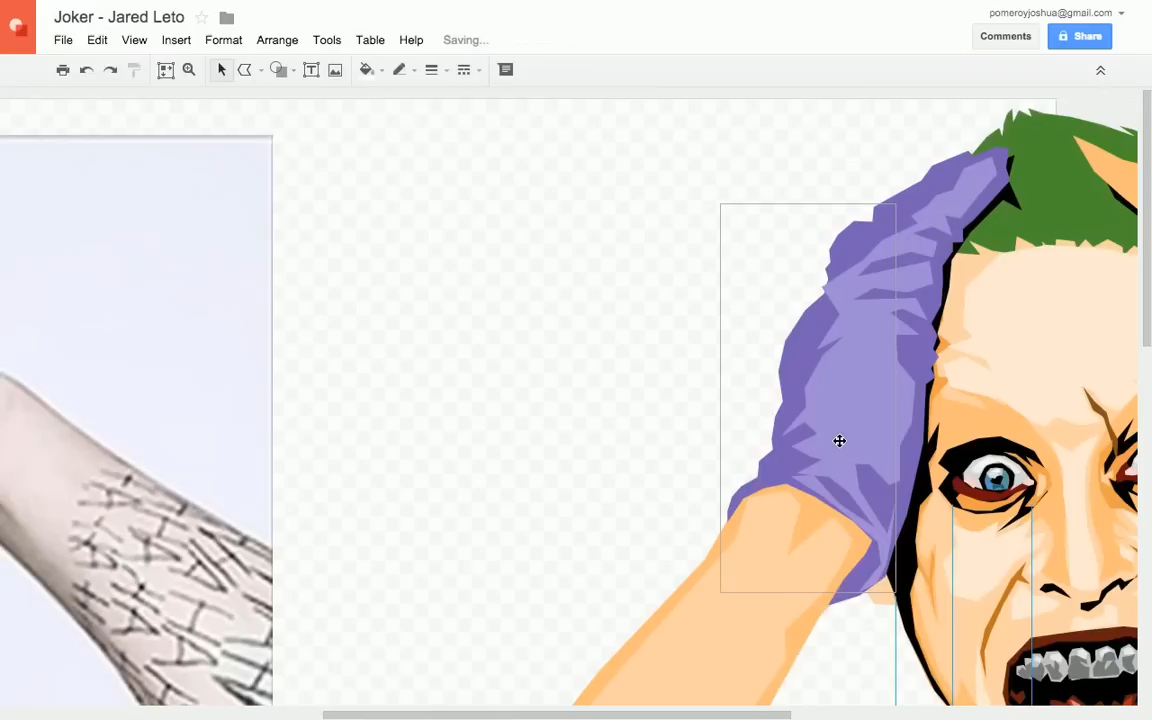 Joker - Jared Leto
pomeroyjoshua@gmail.com
File Edit View Insert Format Arrange Tools Table Help Saving...
Comments Share